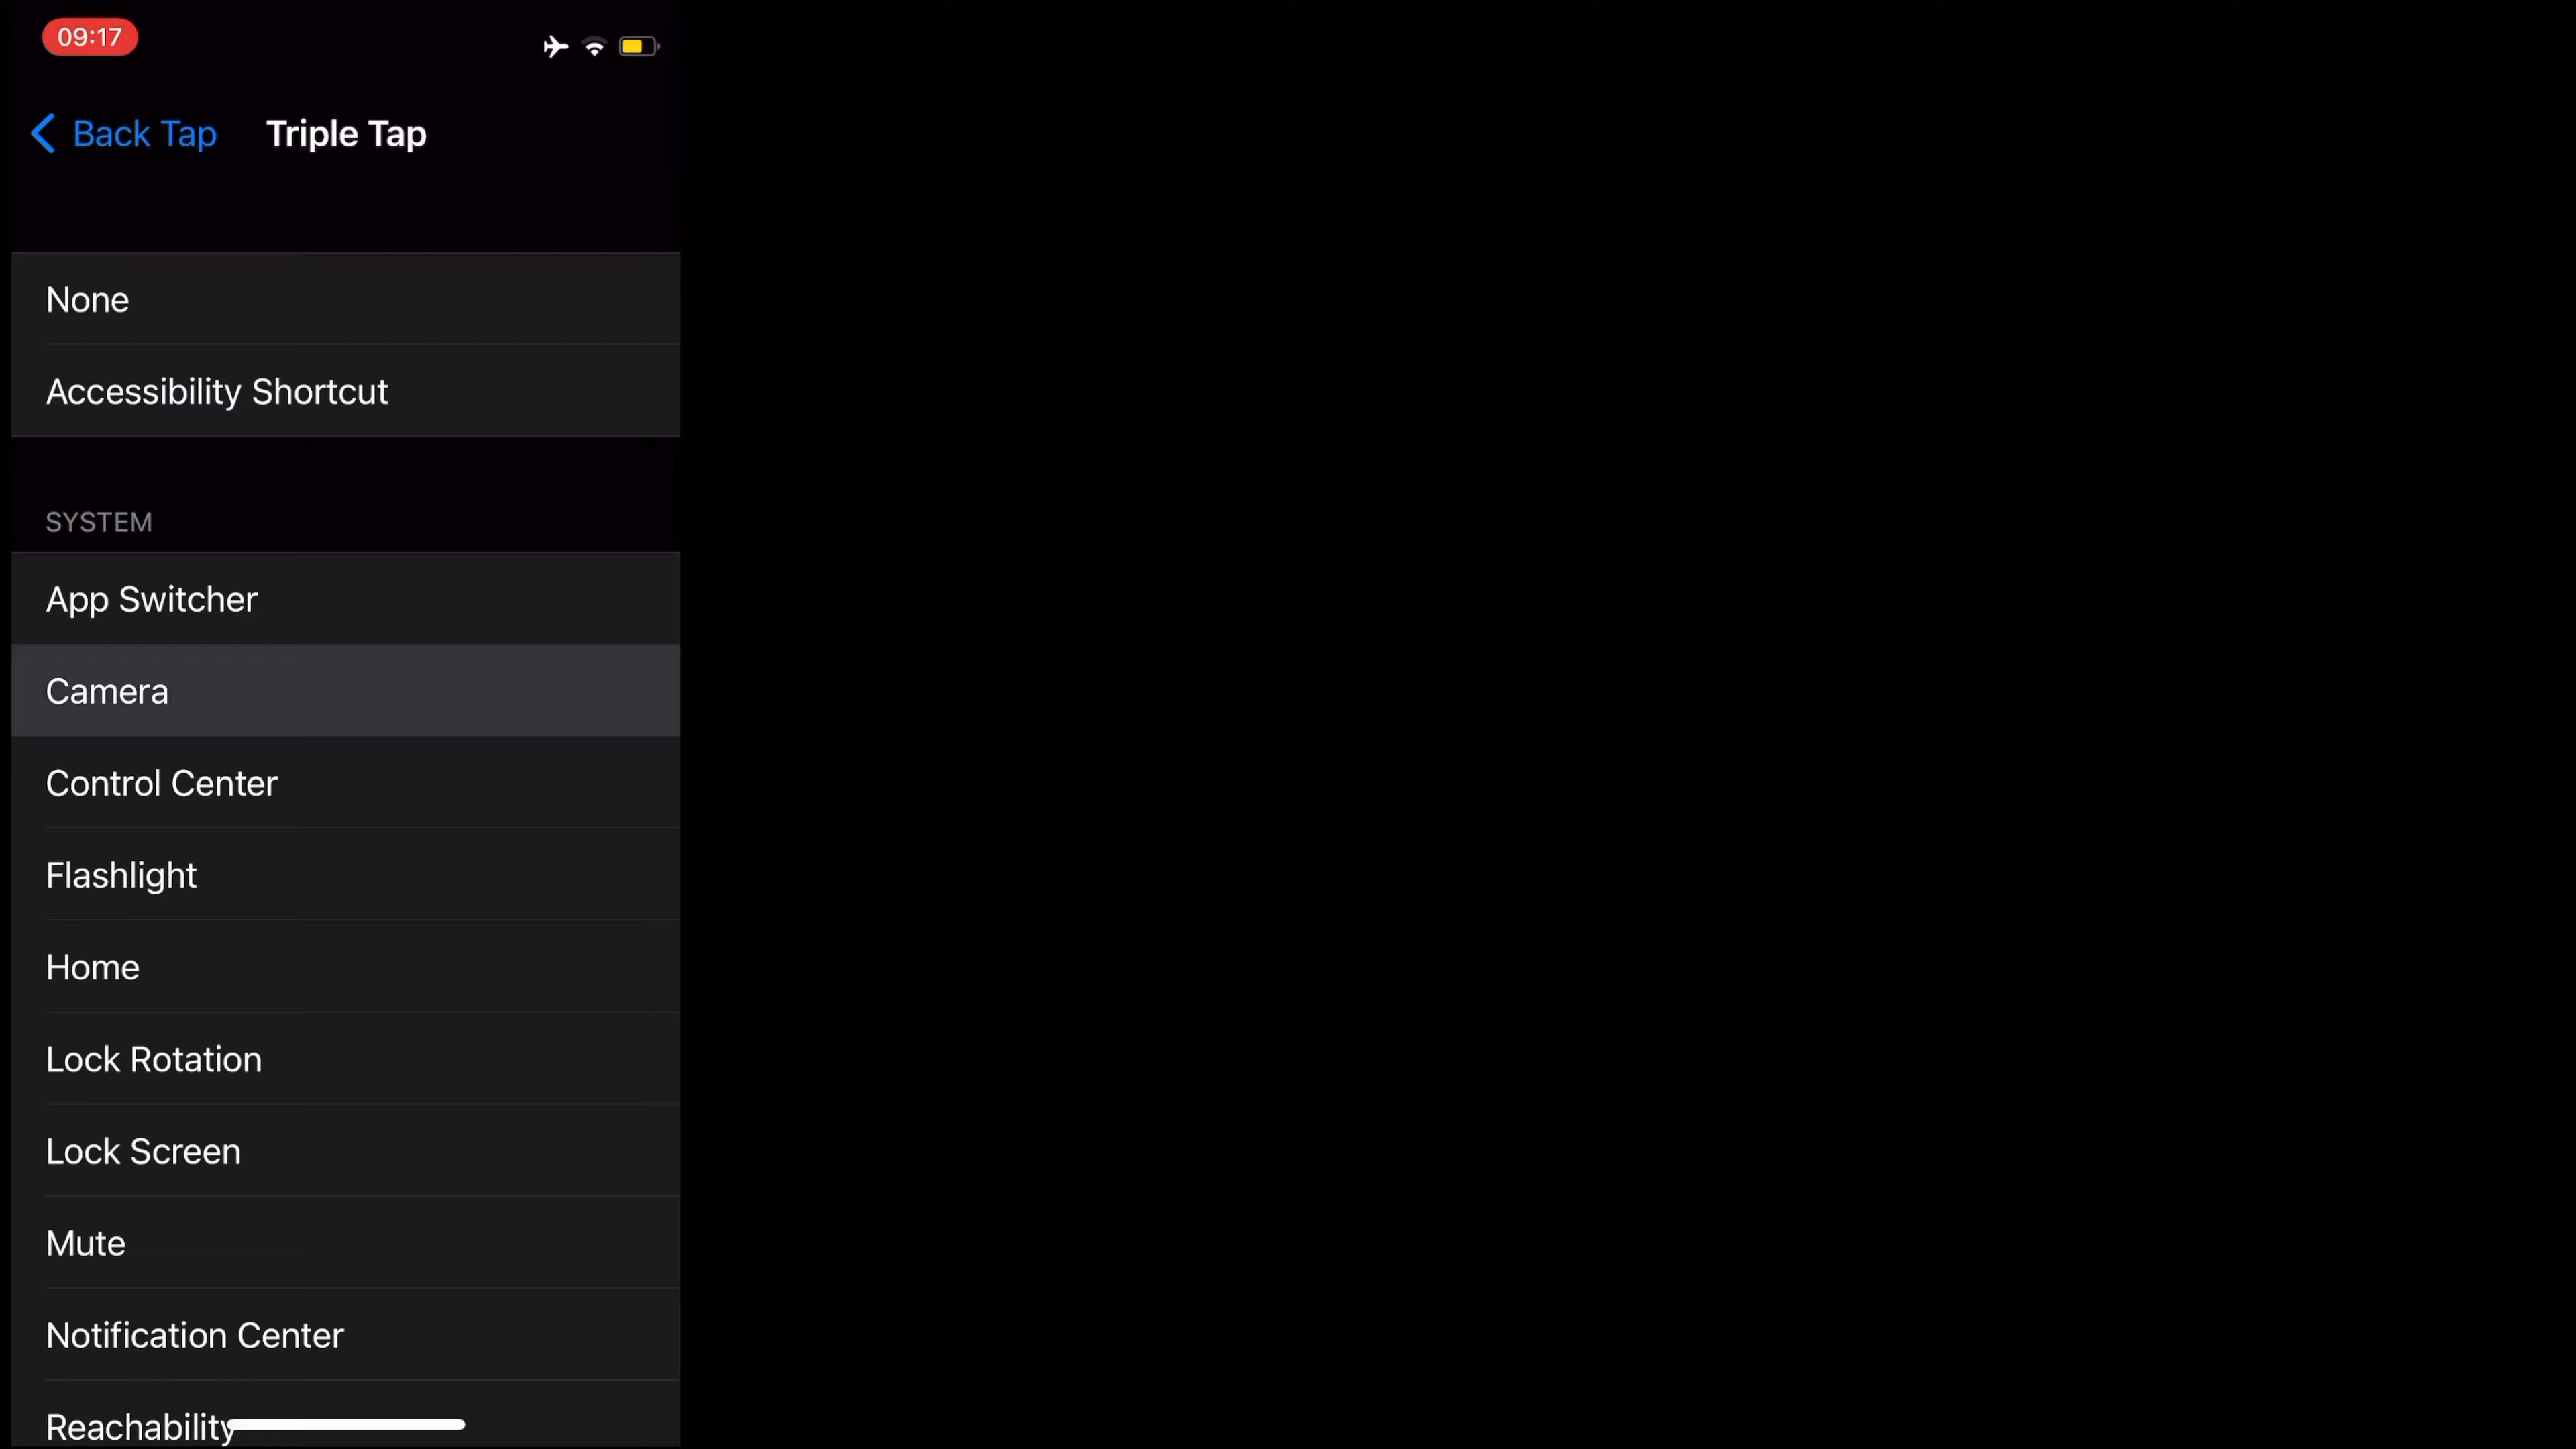 09:17
Back Tap Triple Tap
None
Accessibility Shortcut
SYSTEM
App Switcher
Camera
Control Center
Flashlight
Home
Lock Rotation
Lock Screen
Mute
Notification Center
Reachability